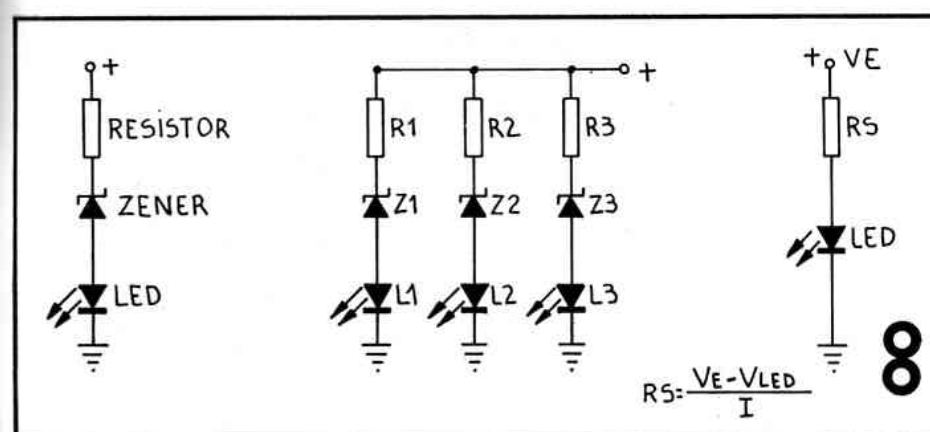 +
RESISTOR
ZENER
LED
+
R1 R2 R3
Z1 Z2 Z3
L1 L2 L3
+ VE
RS
LED
RS= VE-VLED
I
8